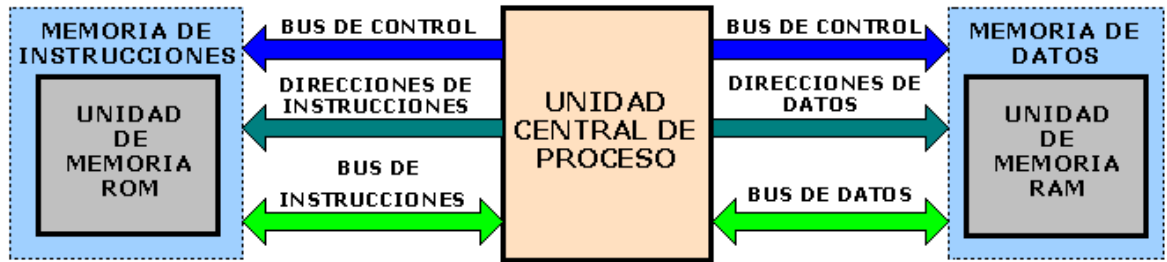 MEMORIA DE
INSTRUCCIONES
UNIDAD
DE
MEMORIA
ROM
BUS DE CONTROL
DIRECCIONES DE
INSTRUCCIONES
BUS DE
INSTRUCCIONES
UNIDAD
CENTRAL DE
PROCESO
BUS DE CONTROL
DIRECCIONES DE
DATOS
BUS DE DATOS
MEMORIA DE
DATOS
UNIDAD
DE
MEMORIA
RAM